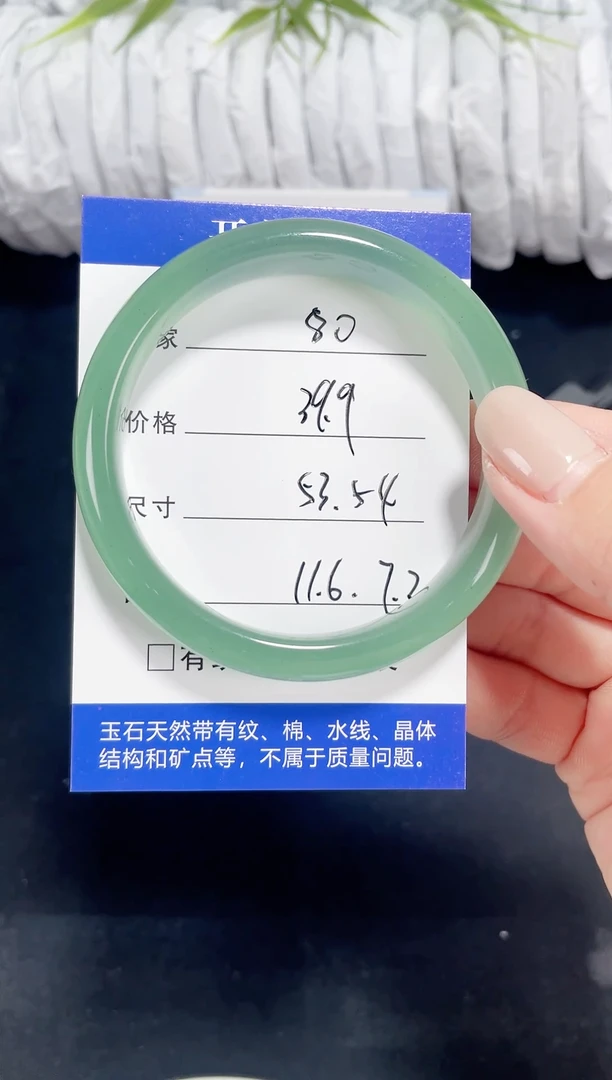 家 80
价格 39.9
尺寸 53.54
11.6. 7.2
□有
玉石天然带有纹、棉、水线、晶体
结构和矿点等，不属于质量问题。